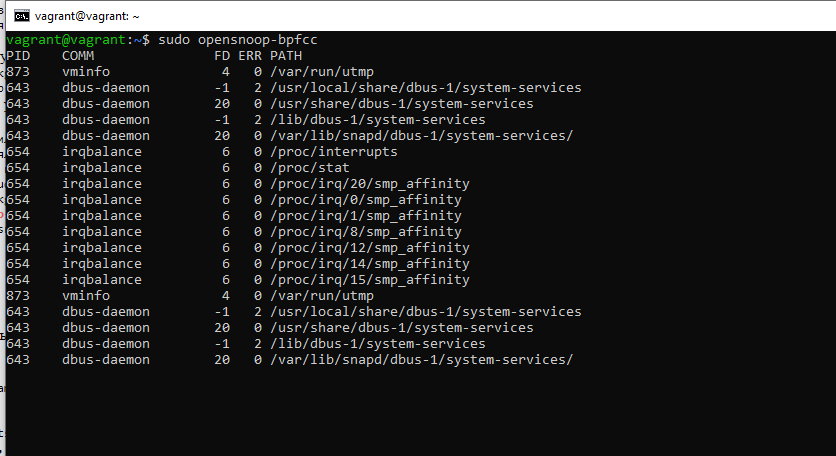 vagrant@vagrant: ~
vagrant@vagrant:~$ sudo opensnoop-bpfcc
PID    COMM               FD ERR PATH
873    vminfo              4   0 /var/run/utmp
643    dbus-daemon        -1   2 /usr/local/share/dbus-1/system-services
643    dbus-daemon        20   0 /usr/share/dbus-1/system-services
643    dbus-daemon        -1   2 /lib/dbus-1/system-services
643    dbus-daemon        20   0 /var/lib/snapd/dbus-1/system-services/
654    irqbalance          6   0 /proc/interrupts
654    irqbalance          6   0 /proc/stat
654    irqbalance          6   0 /proc/irq/20/smp_affinity
654    irqbalance          6   0 /proc/irq/0/smp_affinity
654    irqbalance          6   0 /proc/irq/1/smp_affinity
654    irqbalance          6   0 /proc/irq/8/smp_affinity
654    irqbalance          6   0 /proc/irq/12/smp_affinity
654    irqbalance          6   0 /proc/irq/14/smp_affinity
654    irqbalance          6   0 /proc/irq/15/smp_affinity
873    vminfo              4   0 /var/run/utmp
643    dbus-daemon        -1   2 /usr/local/share/dbus-1/system-services
643    dbus-daemon        20   0 /usr/share/dbus-1/system-services
643    dbus-daemon        -1   2 /lib/dbus-1/system-services
643    dbus-daemon        20   0 /var/lib/snapd/dbus-1/system-services/